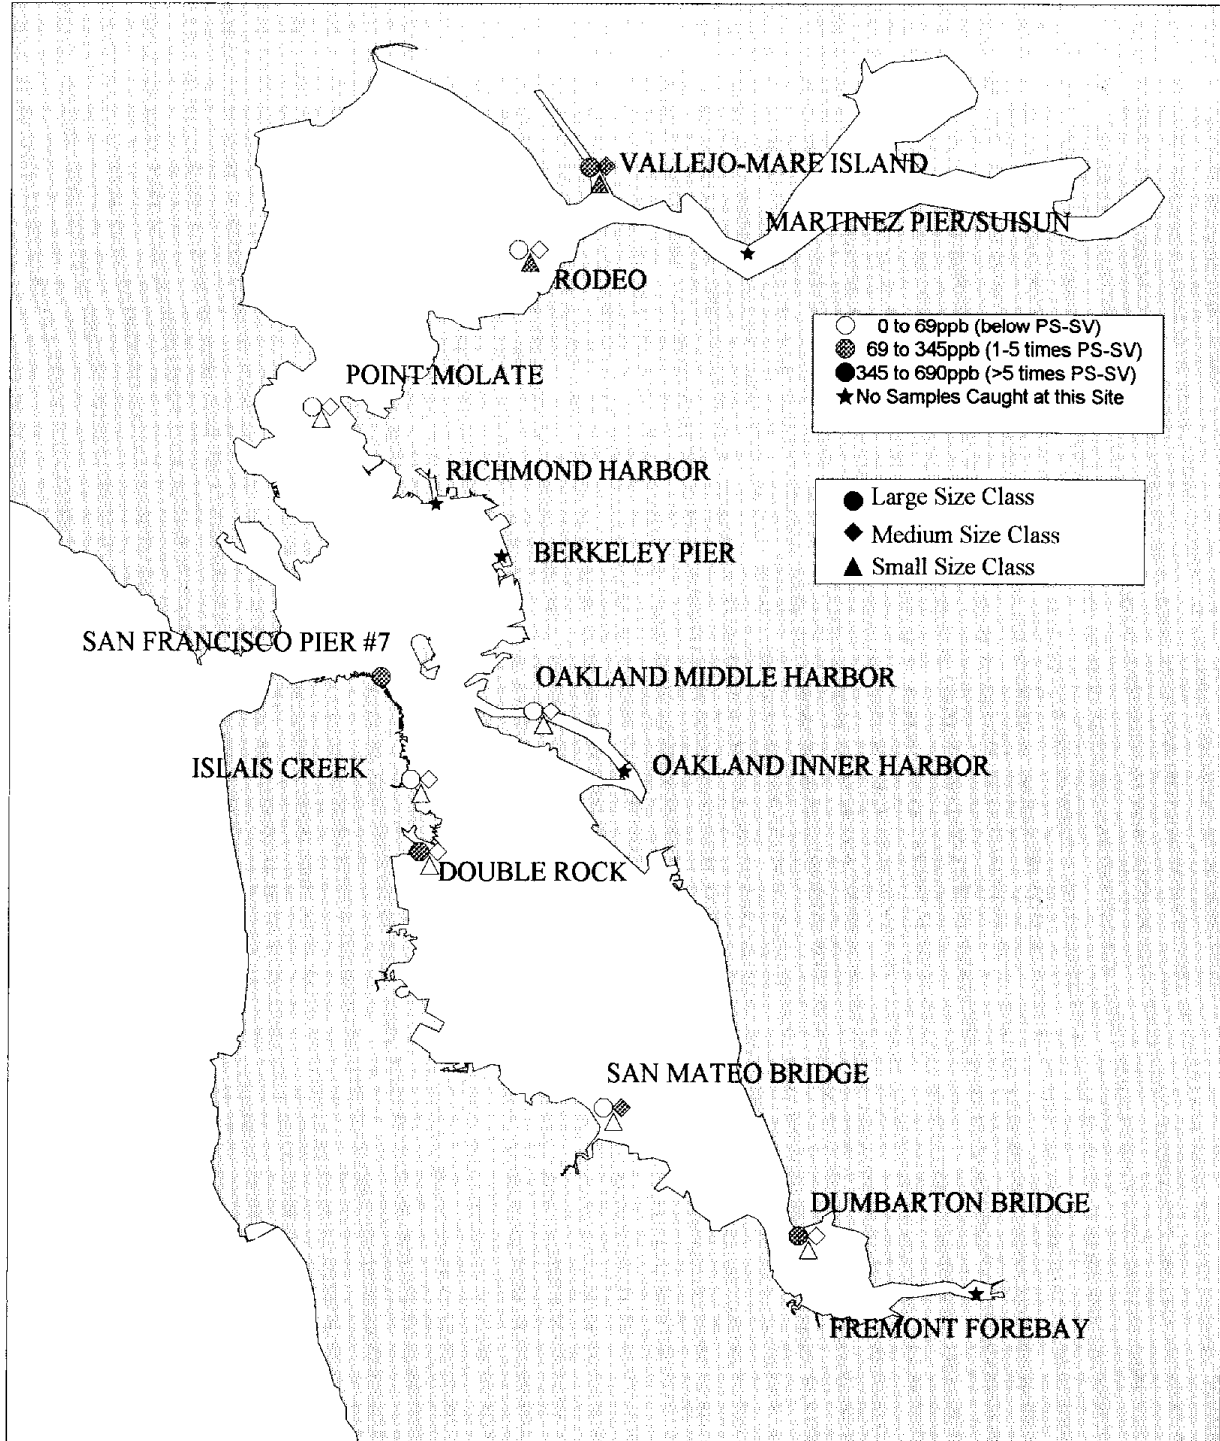 VALLEJO-MARE ISLAND
MARTINEZ PIER/SUISUN
RODEO
0 to 69ppb (below PS-SV)
69 to 345ppb (1-5 times PS-SV)
345 to 690ppb (>5 times PS-SV)
No Samples Caught at this Site
POINT MOLATE
RICHMOND HARBOR
Large Size Class
Medium Size Class
Small Size Class
BERKELEY PIER
SAN FRANCISCO PIER #7
OAKLAND MIDDLE HARBOR
ISLAIS CREEK
OAKLAND INNER HARBOR
DOUBLE ROCK
SAN MATEO BRIDGE
DUMBARTON BRIDGE
FREMONT FOREBAY